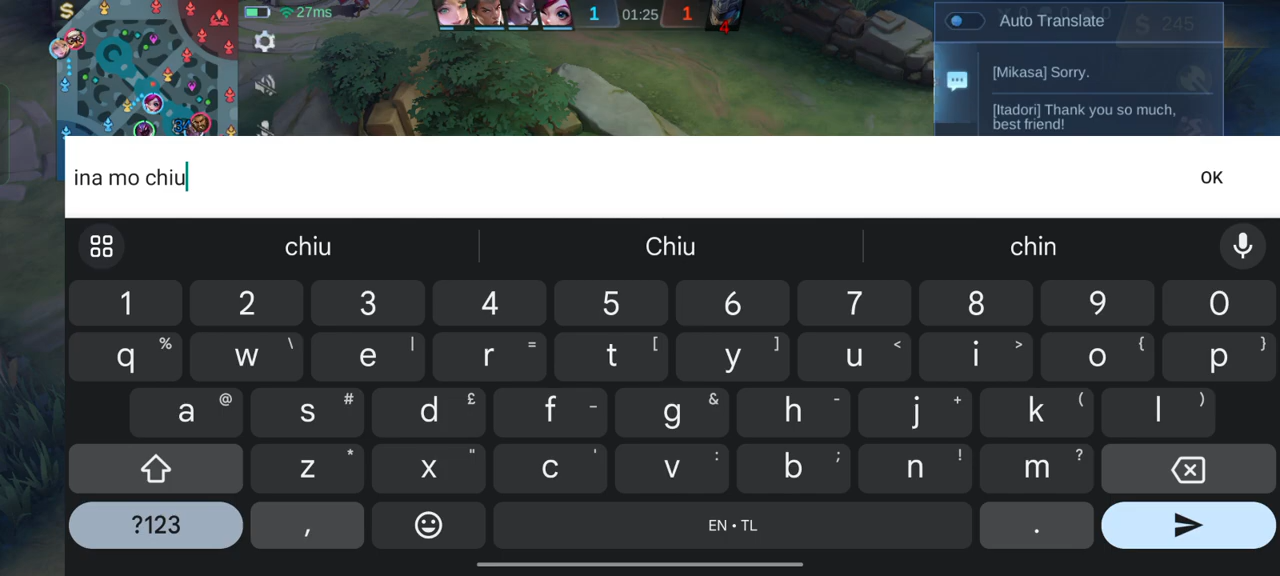 $
27ms
1 01:25 1
4
Auto Translate
$ 245
[Mikasa] Sorry.
[Itadori] Thank you so much,
best friend!
ina mo chiu
OK
chiu Chiu chin
1 2 3 4 5 6 7 8 9 0
q % w \ e | r = t [ y ] u < i > o { p }
a @ s # d £ f _ g & h - j + k ( l )
z * x " c ' v : b ; n ! m ?
?123 , EN • TL .